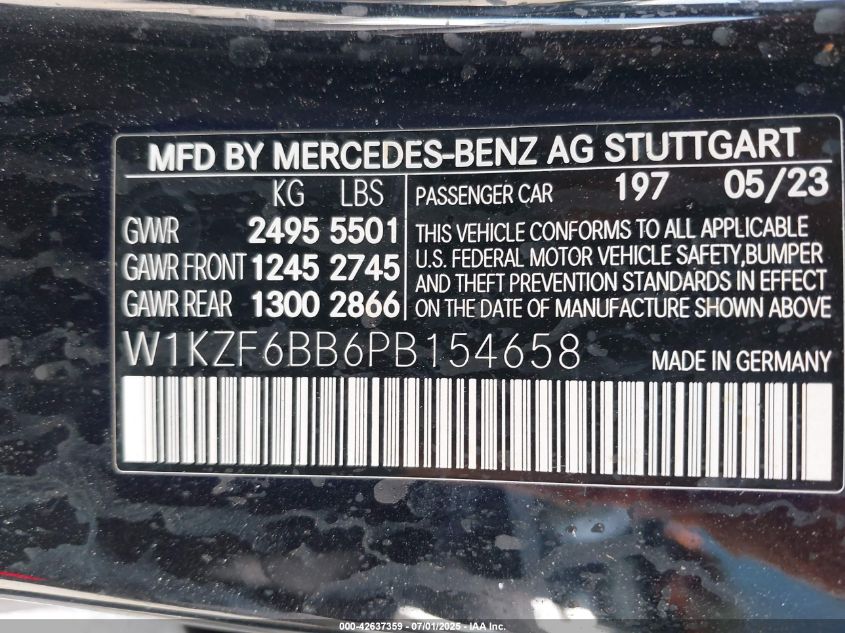 MFD BY MERCEDES-BENZ AG STUTTGART
KG LBS
GVWR 2495 5501
GAWR FRONT 1245 2745
GAWR REAR 1300 2866
PASSENGER CAR 197 05/23
THIS VEHICLE CONFORMS TO ALL APPLICABLE
U.S. FEDERAL MOTOR VEHICLE SAFETY,BUMPER
AND THEFT PREVENTION STANDARDS IN EFFECT
ON THE DATE OF MANUFACTURE SHOWN ABOVE
W1KZF6BB6PB154658 MADE IN GERMANY
000-42637359 - 07/01/2025 - IAA Inc.